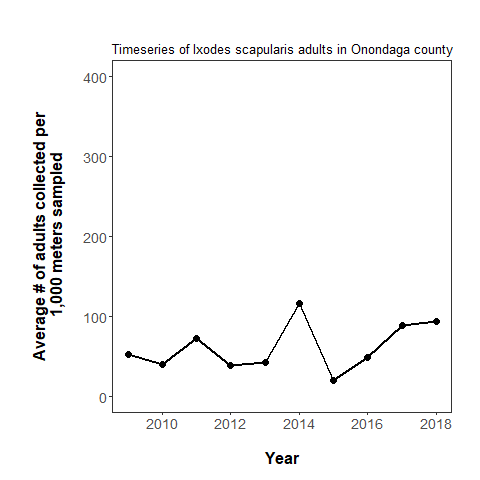 Timeseries of Ixodes scapularis adults in Onondaga county
Average # of adults collected per
1,000 meters sampled
400
300
200
100
0
2010 2012 2014 2016 2018
Year